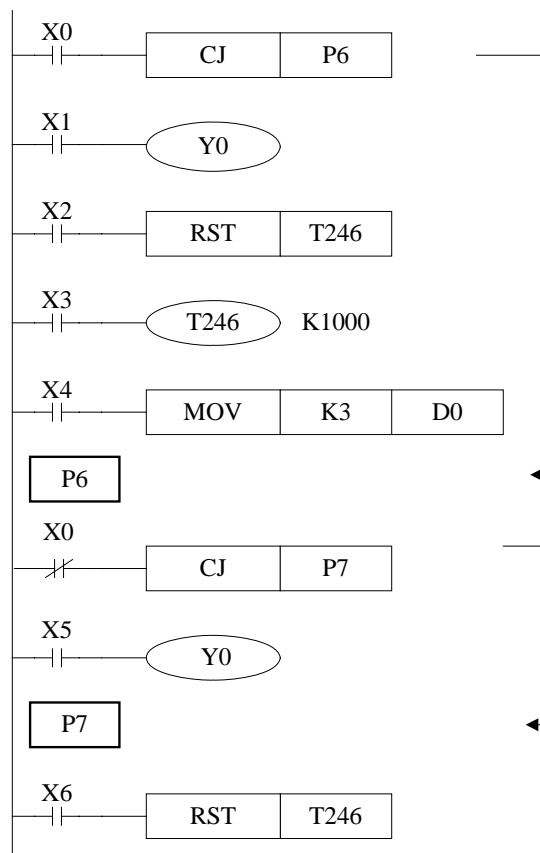 X0
CJ P6
X1
Y0
X2
RST T246
X3
T246 K1000
X4
MOV K3 D0
P6
X0
CJ P7
X5
Y0
P7
X6
RST T246